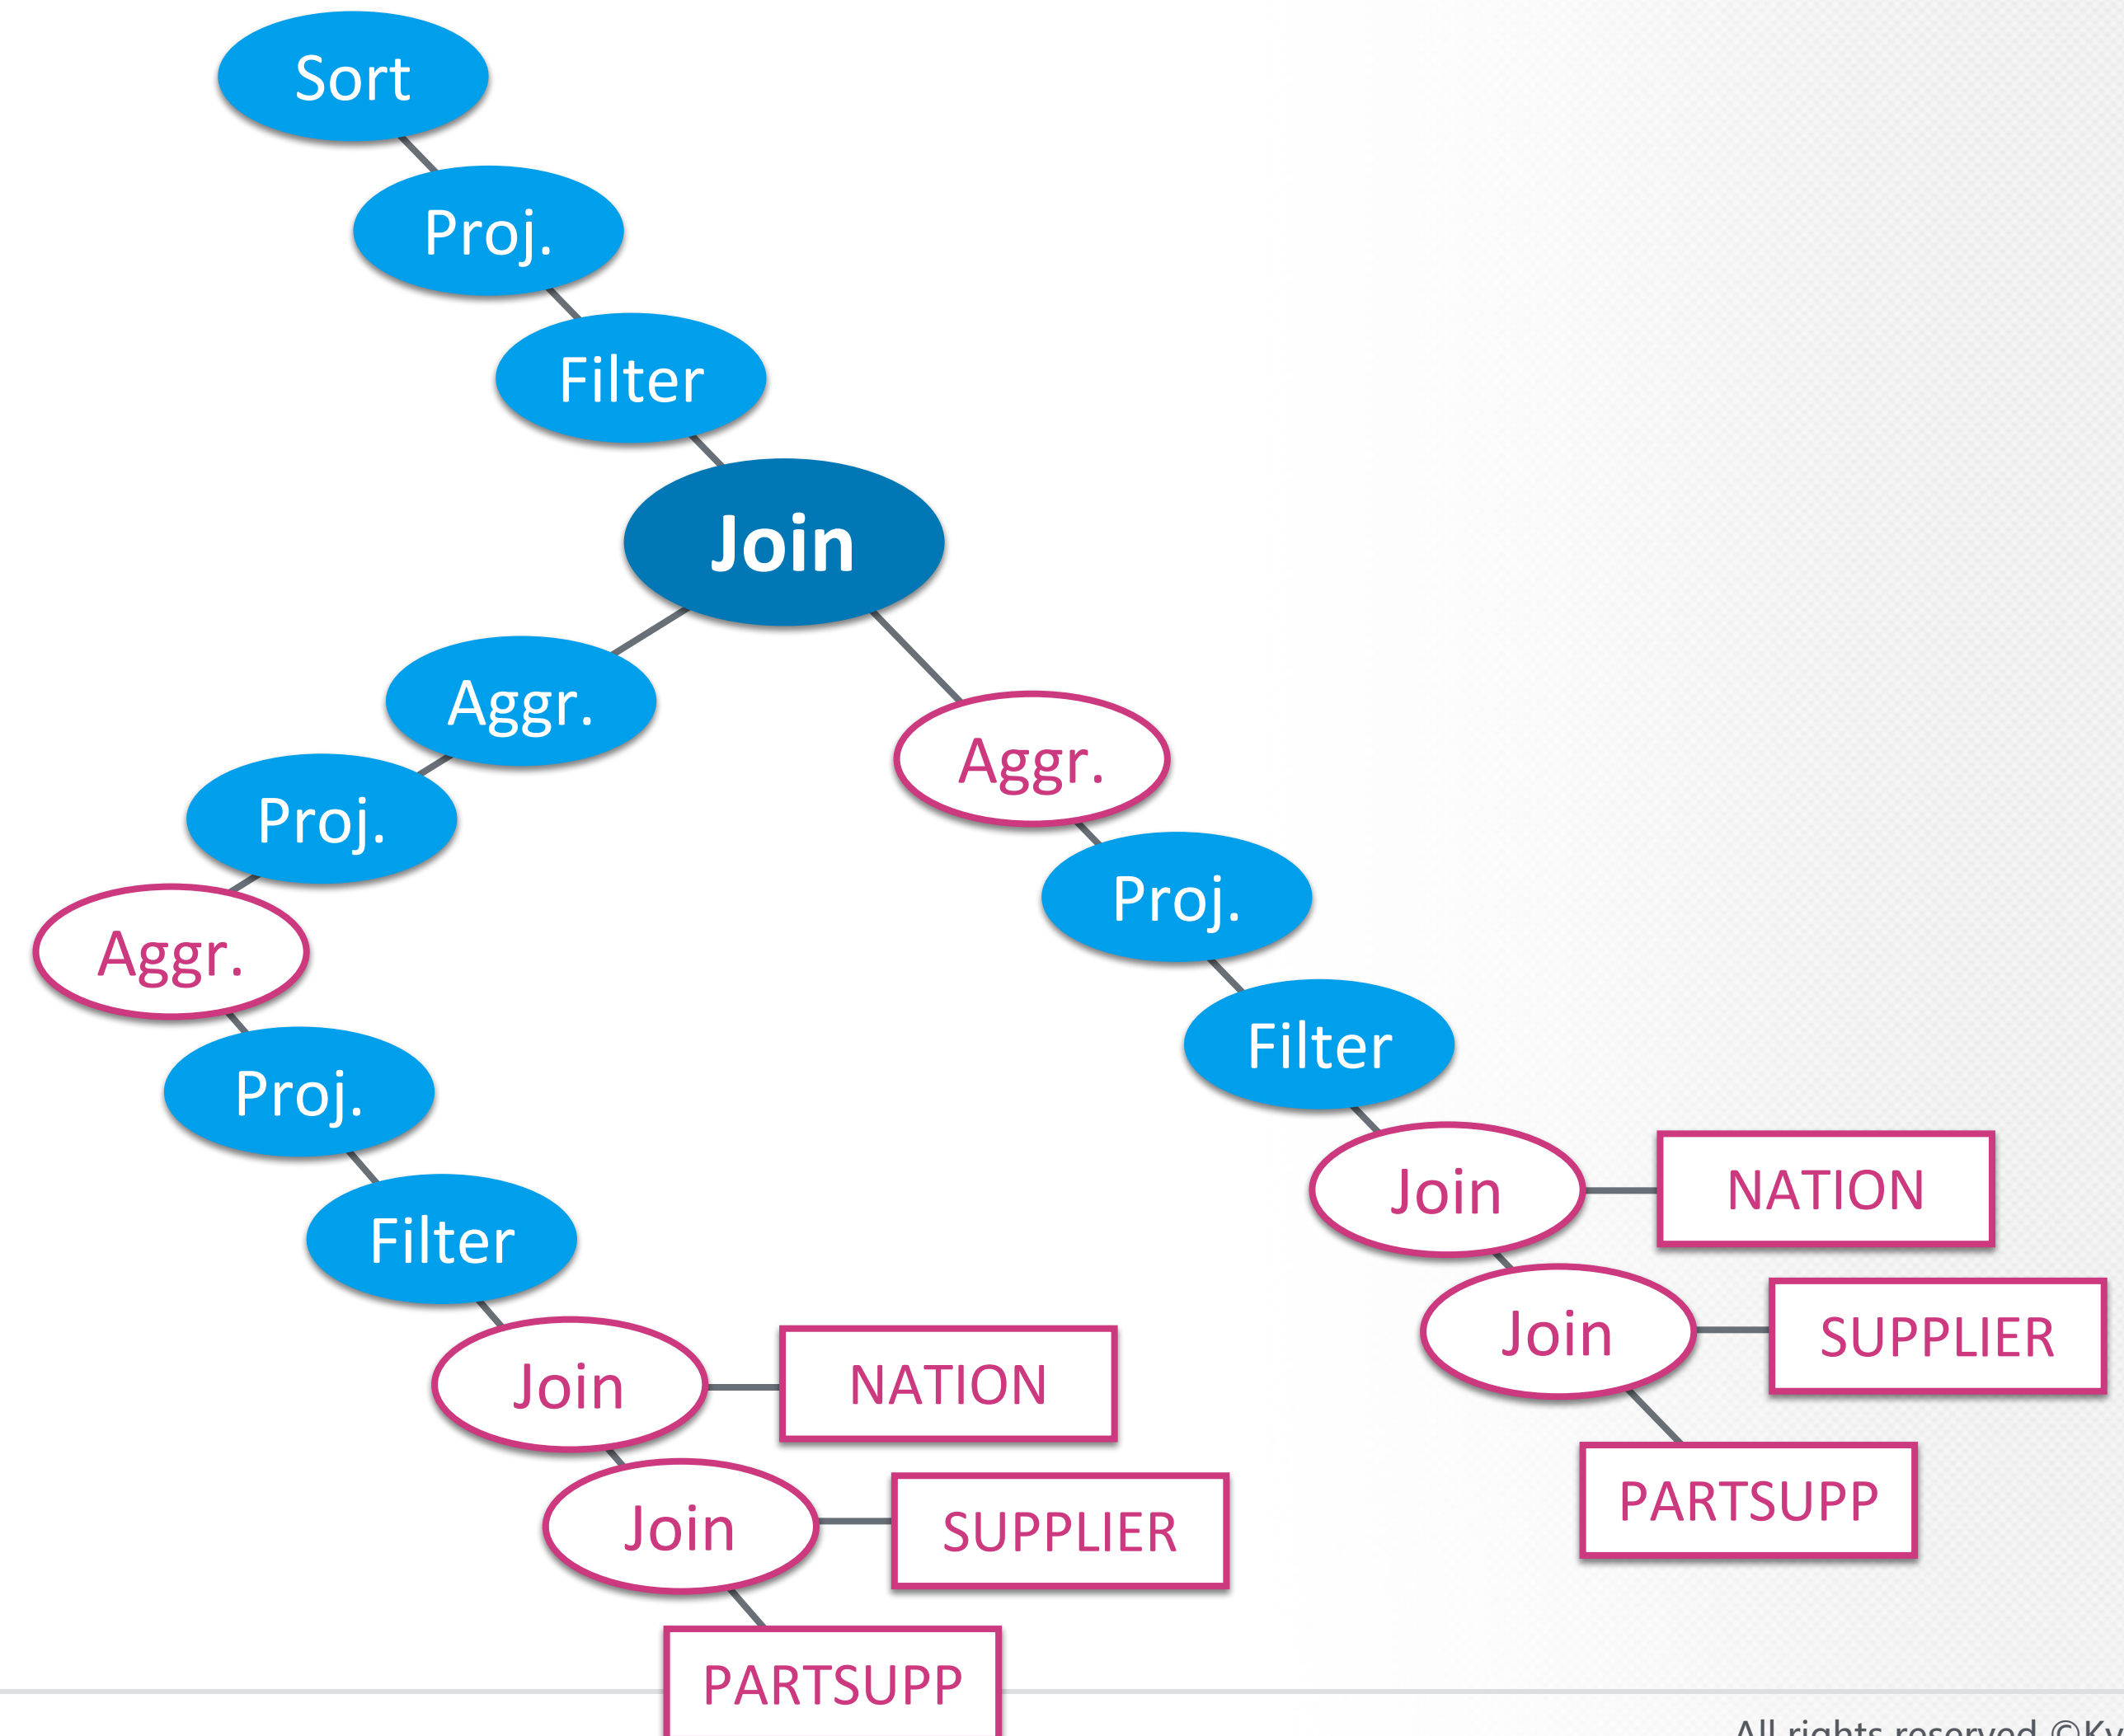 Sort
Proj.
Filter
Join
Aggr.
Aggr.
Proj.
Proj.
Aggr.
Filter
Proj.
Join
NATION
Filter
Join
SUPPLIER
Join
NATION
PARTSUPP
Join
SUPPLIER
PARTSUPP
All rights reserved ©Ky